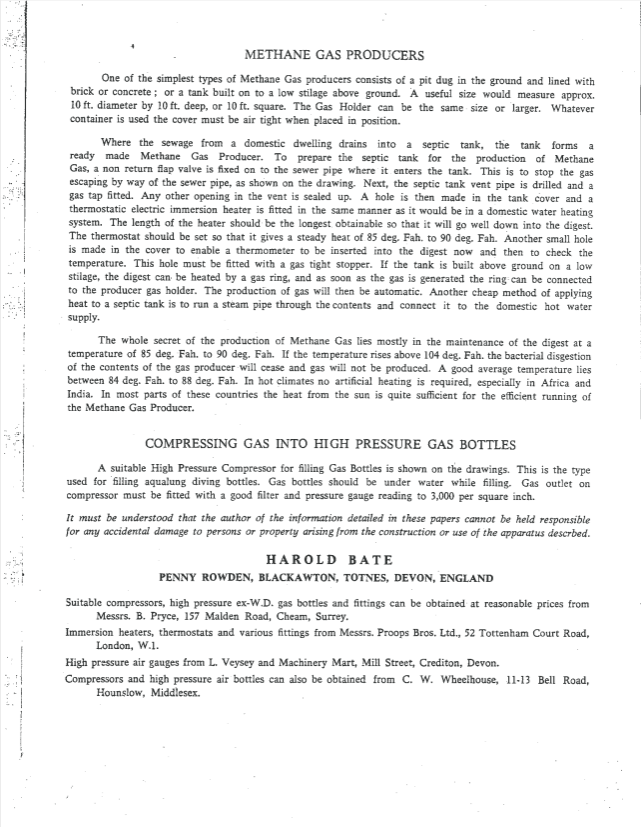 METHANE GAS PRODUCERS
One of the simplest types of Methane Gas producers consists of a pit dug in the ground and lined with
brick or concrete ; or a tank built on to a low stilage above ground. A useful size would measure approx.
10 ft. diameter by 10 ft. deep, or 10 ft. square. The Gas Holder can be the same size or larger. Whatever
container is used the cover must be air tight when placed in position.
Where the sewage from a domestic dwelling drains into a septic tank, the tank forms a
ready made Methane Gas Producer. To prepare the septic tank for the production of Methane
Gas, a non return flap valve is fixed on to the sewer pipe where it enters the tank. This is to stop the gas
escaping by way of the sewer pipe, as shown on the drawing. Next, the septic tank vent pipe is drilled and a
gas tap fitted. Any other opening in the vent is sealed up. A hole is then made in the tank cover and a
thermostatic electric immersion heater is fitted in the same manner as it would be in a domestic water heating
system. The length of the heater should be the longest obtainable so that it will go well down into the digest.
The thermostat should be set so that it gives a steady heat of 85 deg. Fah. to 90 deg. Fah. Another small hole
is made in the cover to enable a thermometer to be inserted into the digest now and then to check the
temperature. This hole must be fitted with a gas tight stopper. If the tank is built above ground on a low
stilage, the digest can be heated by a gas ring, and as soon as the gas is generated the ring can be connected
to the producer gas holder. The production of gas will then be automatic. Another cheap method of applying
heat to a septic tank is to run a steam pipe through the contents and connect it to the domestic hot water
supply.
The whole secret of the production of Methane Gas lies mostly in the maintenance of the digest at a
temperature of 85 deg. Fah. to 90 deg. Fah. If the temperature rises above 104 deg. Fah. the bacterial disgestion
of the contents of the gas producer will cease and gas will not be produced. A good average temperature lies
between 84 deg. Fah. to 88 deg. Fah. In hot climates no artificial heating is required, especially in Africa and
India. In most parts of these countries the heat from the sun is quite sufficient for the efficient running of
the Methane Gas Producer.
COMPRESSING GAS INTO HIGH PRESSURE GAS BOTTLES
A suitable High Pressure Compressor for filling Gas Bottles is shown on the drawings. This is the type
used for filling aqualung diving bottles. Gas bottles should be under water while filling. Gas outlet on
compressor must be fitted with a good filter and pressure gauge reading to 3,000 per square inch.
It must be understood that the author of the information detailed in these papers cannot be held responsible
for any accidental damage to persons or property arising from the construction or use of the apparatus descrbed.
HAROLD BATE
PENNY ROWDEN, BLACKAWTON, TOTNES, DEVON, ENGLAND
Suitable compressors, high pressure ex-W.D. gas bottles and fittings can be obtained at reasonable prices from
Messrs. B. Pryce, 157 Malden Road, Cheam, Surrey.
Immersion heaters, thermostats and various fittings from Messrs. Proops Bros. Ltd., 52 Tottenham Court Road,
London, W.1.
High pressure air gauges from L. Veysey and Machinery Mart, Mill Street, Crediton, Devon.
Compressors and high pressure air bottles can also be obtained from C. W. Wheelhouse, 11-13 Bell Road,
Hounslow, Middlesex.